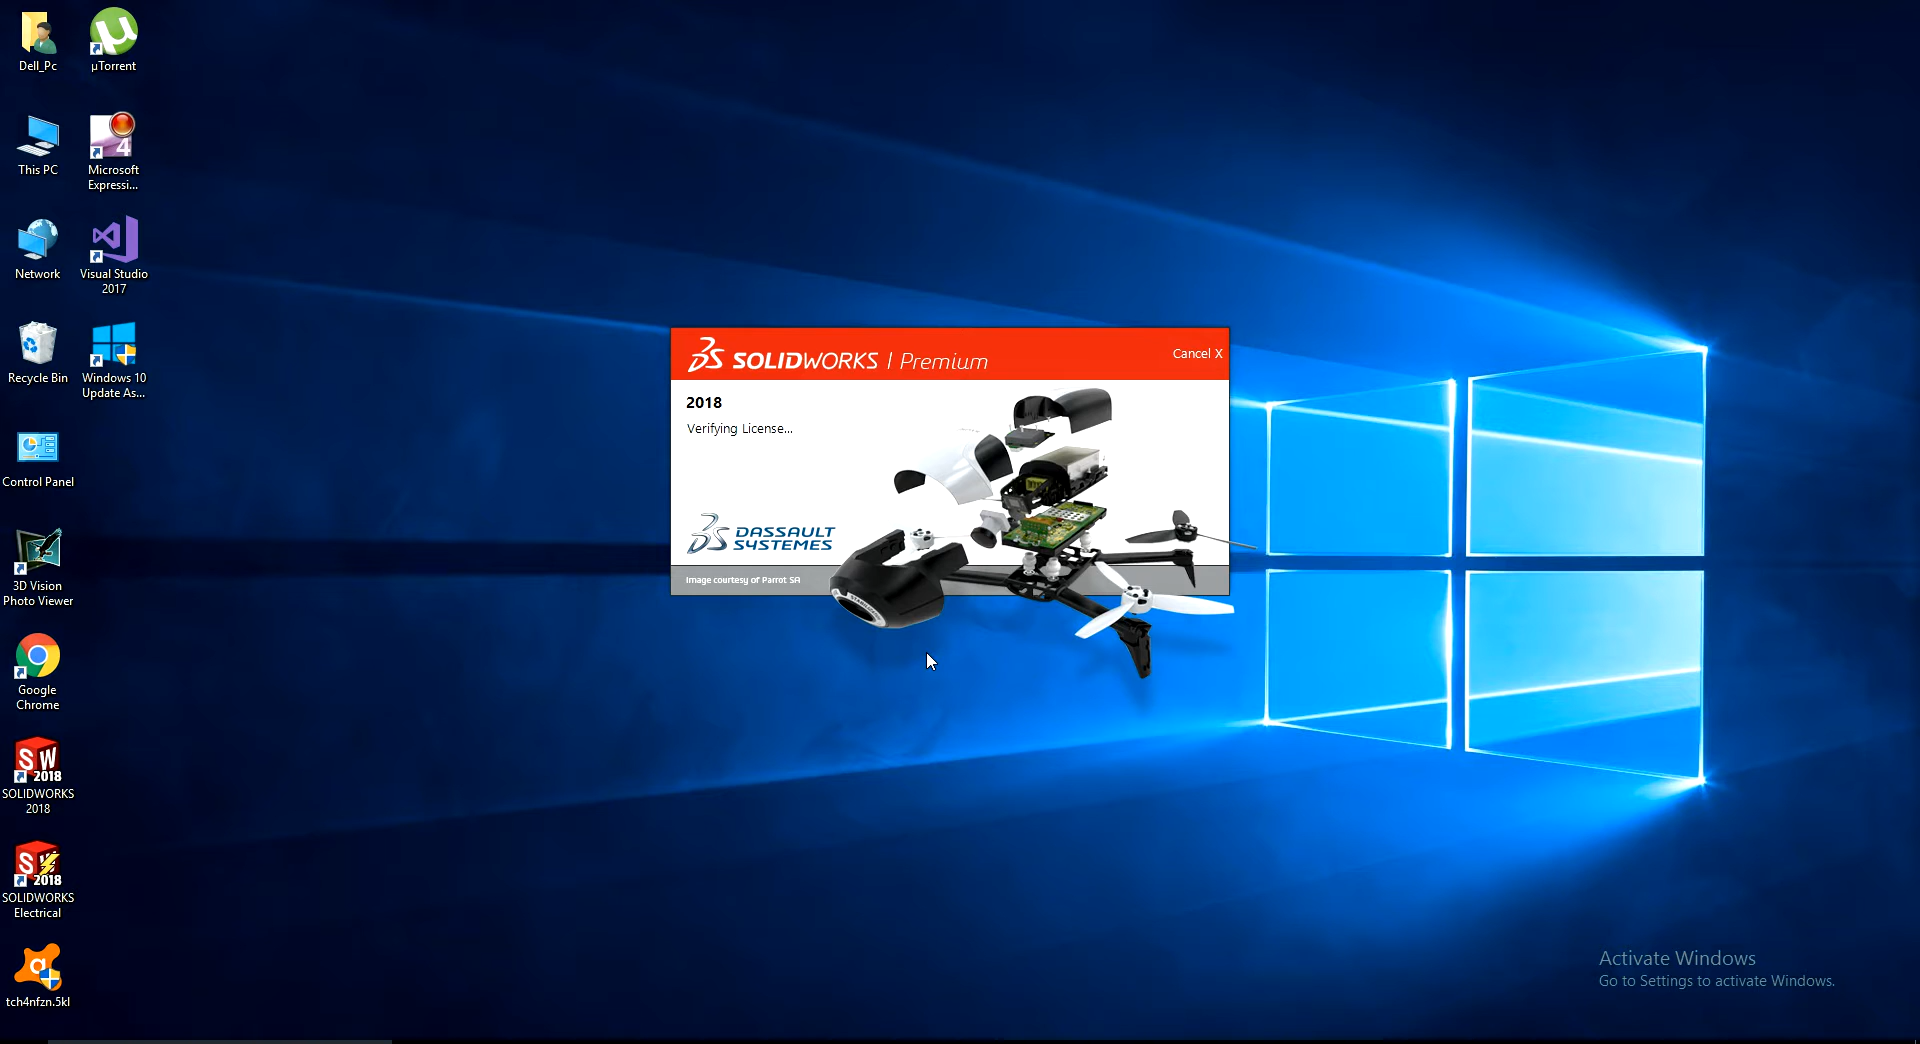 Dell_Pc
µTorrent
This PC
Microsoft
Expressi...
4
Network
Visual Studio
2017
Recycle Bin
Windows 10
Update As...
Control Panel
3D Vision
Photo Viewer
Google
Chrome
SW
2018
SOLIDWORKS
2018
2018
SOLIDWORKS
Electrical
tch4nfzn.5kl
SOLIDWORKS | Premium
Cancel X
2018
Verifying License...
DASSAULT
SYSTEMES
Image courtesy of Parrot SA
Activate Windows
Go to Settings to activate Windows.